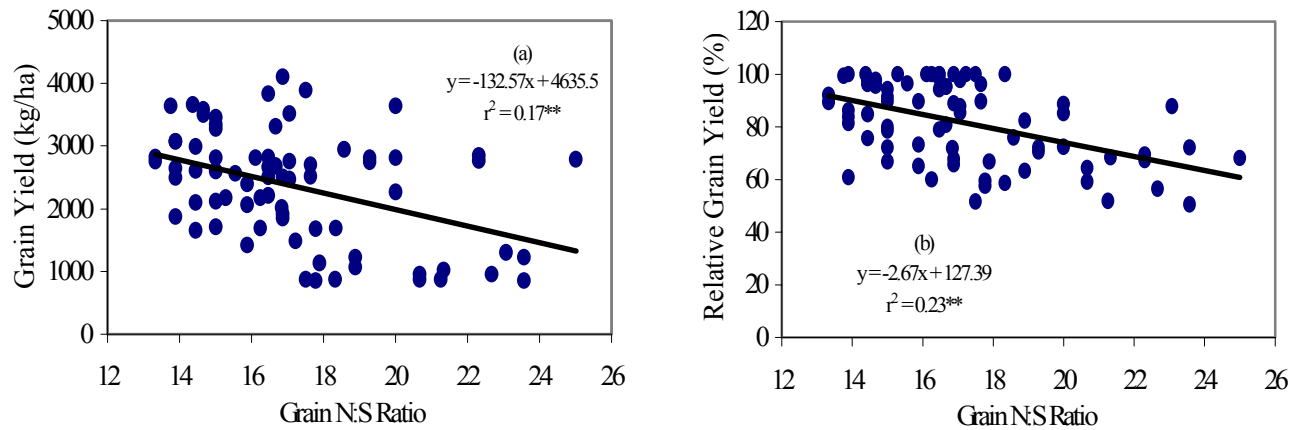 Grain Yield (kg/ha)
5000
4000
3000
2000
1000
0
(a)
y = -132.57x + 4635.5
r² = 0.17**
12 14 16 18 20 22 24 26
Grain N:S Ratio
Relative Grain Yield (%)
120
100
80
60
40
20
0
(b)
y = -2.67x + 127.39
r² = 0.23**
12 14 16 18 20 22 24 26
Grain N:S Ratio